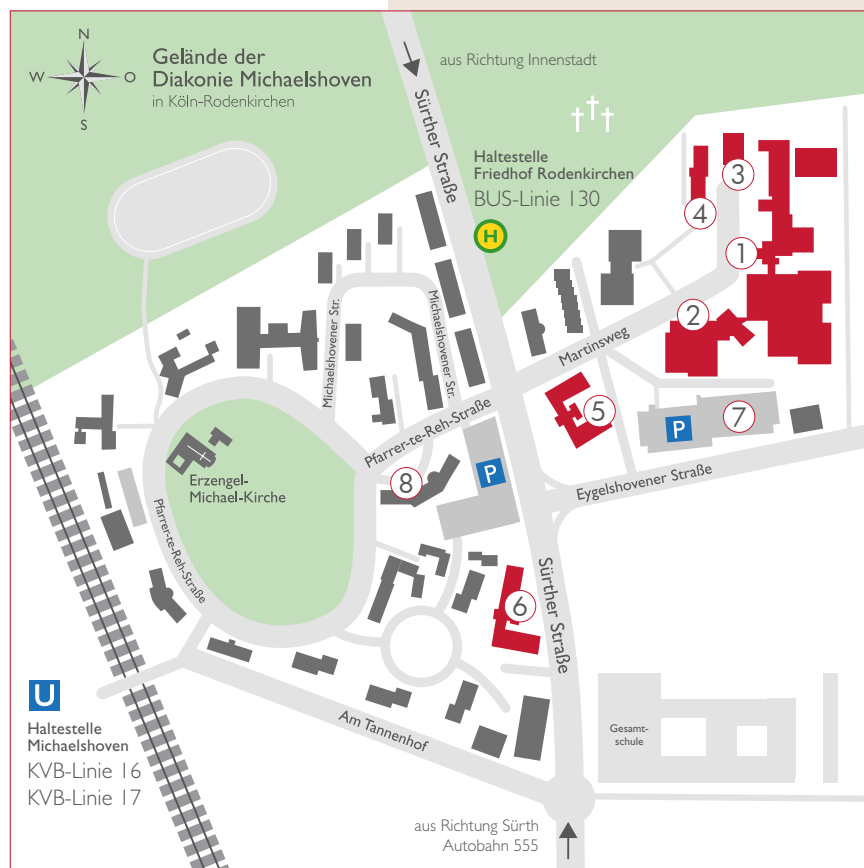 N
W
O
S
Gelände der
Diakonie Michaelshoven
in Köln-Rodenkirchen
aus Richtung Innenstadt
Sürther Straße
Haltestelle
Friedhof Rodenkirchen
BUS-Linie 130
H
3
4
1
2
Michaelshovener Str.
Michaelshovener Str.
Martinsweg
5
7
P
Pfarrer-te-Reh-Straße
P
8
Eygelshovener Straße
Erzengel-
Michael-Kirche
Pfarrer-te-Reh-Straße
6
Sürther Straße
U
Haltestelle
Michaelshoven
KVB-Linie 16
KVB-Linie 17
Am Tannenhof
Gesamt-
schule
aus Richtung Sürth
Autobahn 555